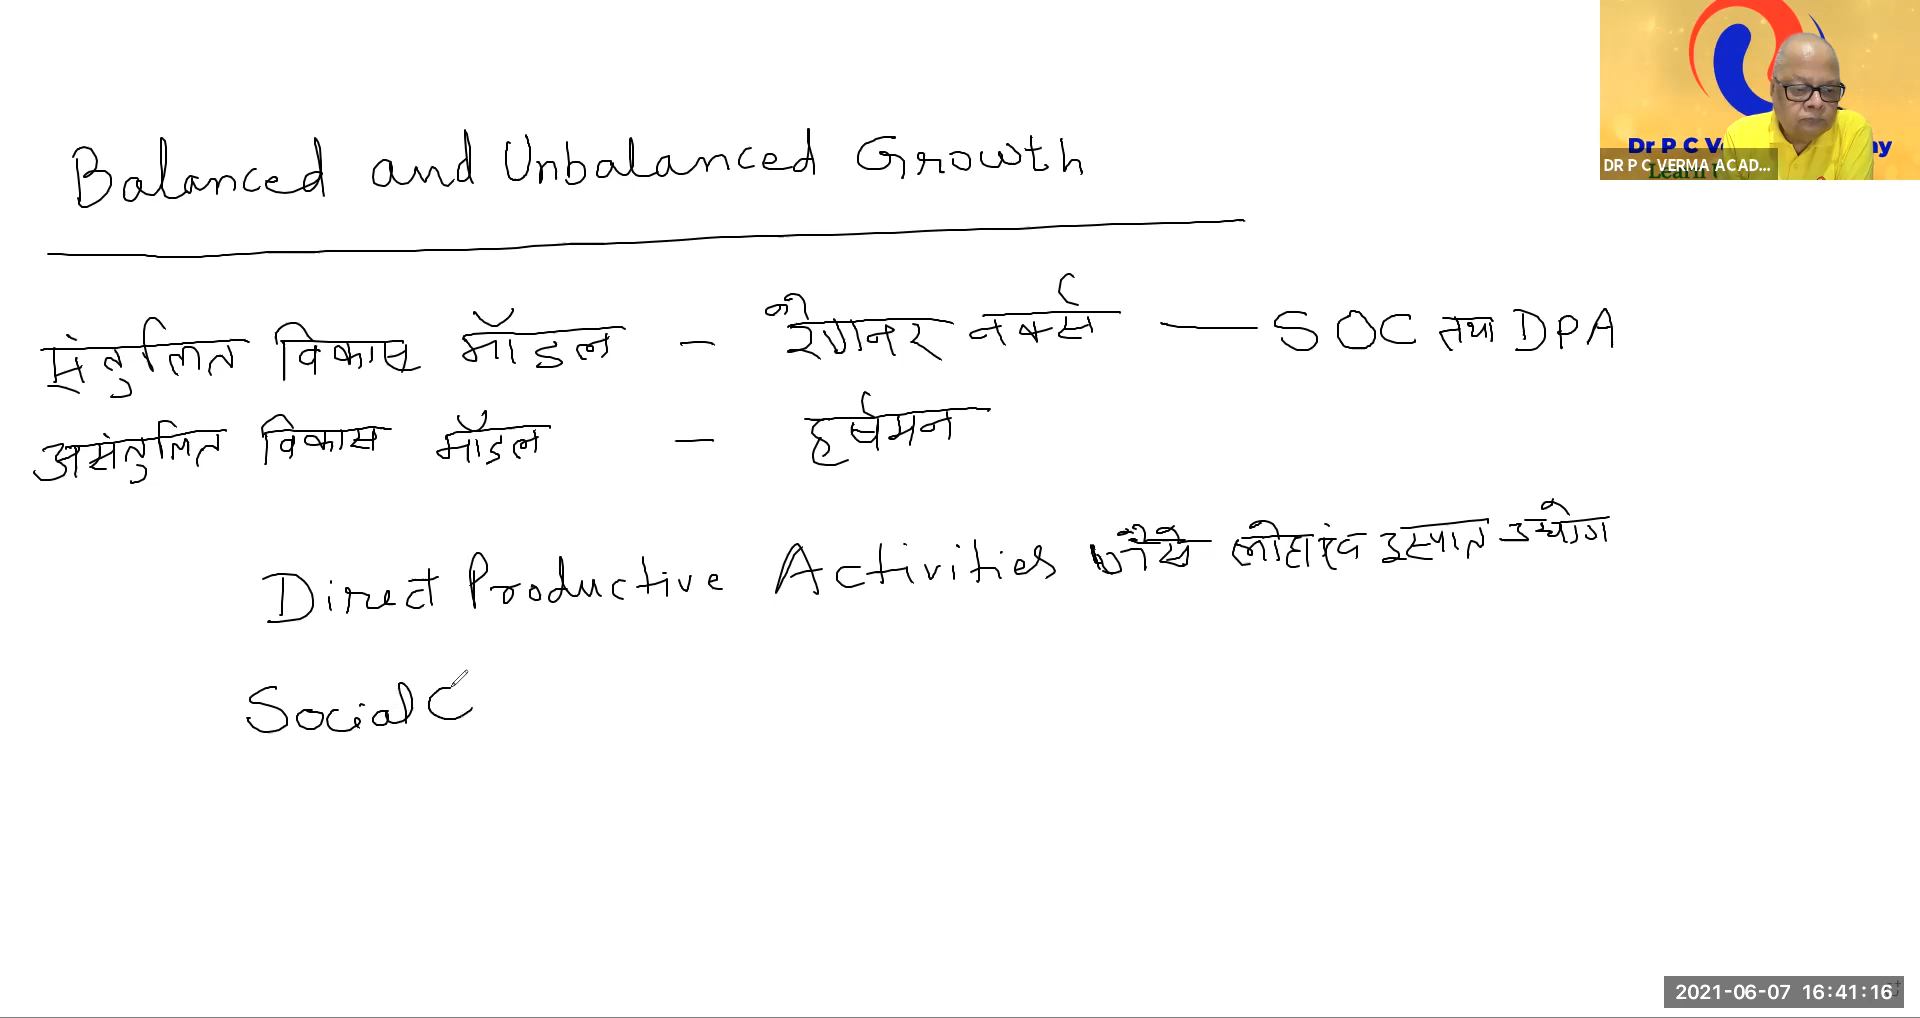 Balanced and Unbalanced Growth
संतुलित विकास मॉडल - रैगनर नर्क्स — SOC तथा DPA
असंतुलित विकास मॉडल - हर्षमन
Direct Productive Activities जैसे लोहा एंव इस्पात उद्योग
Social C
Dr P C V
DR P C VERMA ACAD...
2021-06-07 16:41:16